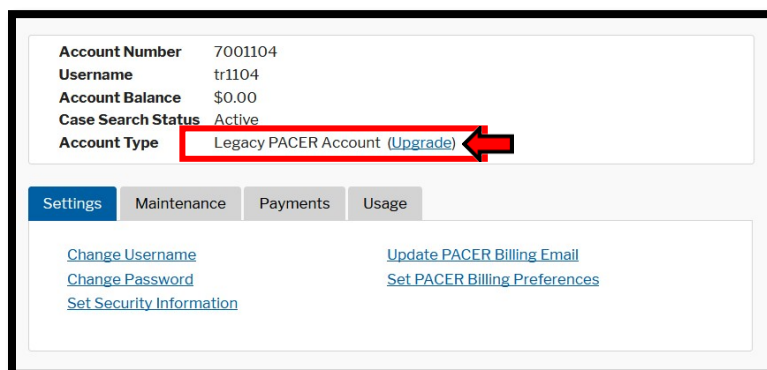 Account Number 7001104
Username tr1104
Account Balance $0.00
Case Search Status Active
Account Type Legacy PACER Account (Upgrade)
Settings Maintenance Payments Usage
Change Username Update PACER Billing Email
Change Password Set PACER Billing Preferences
Set Security Information